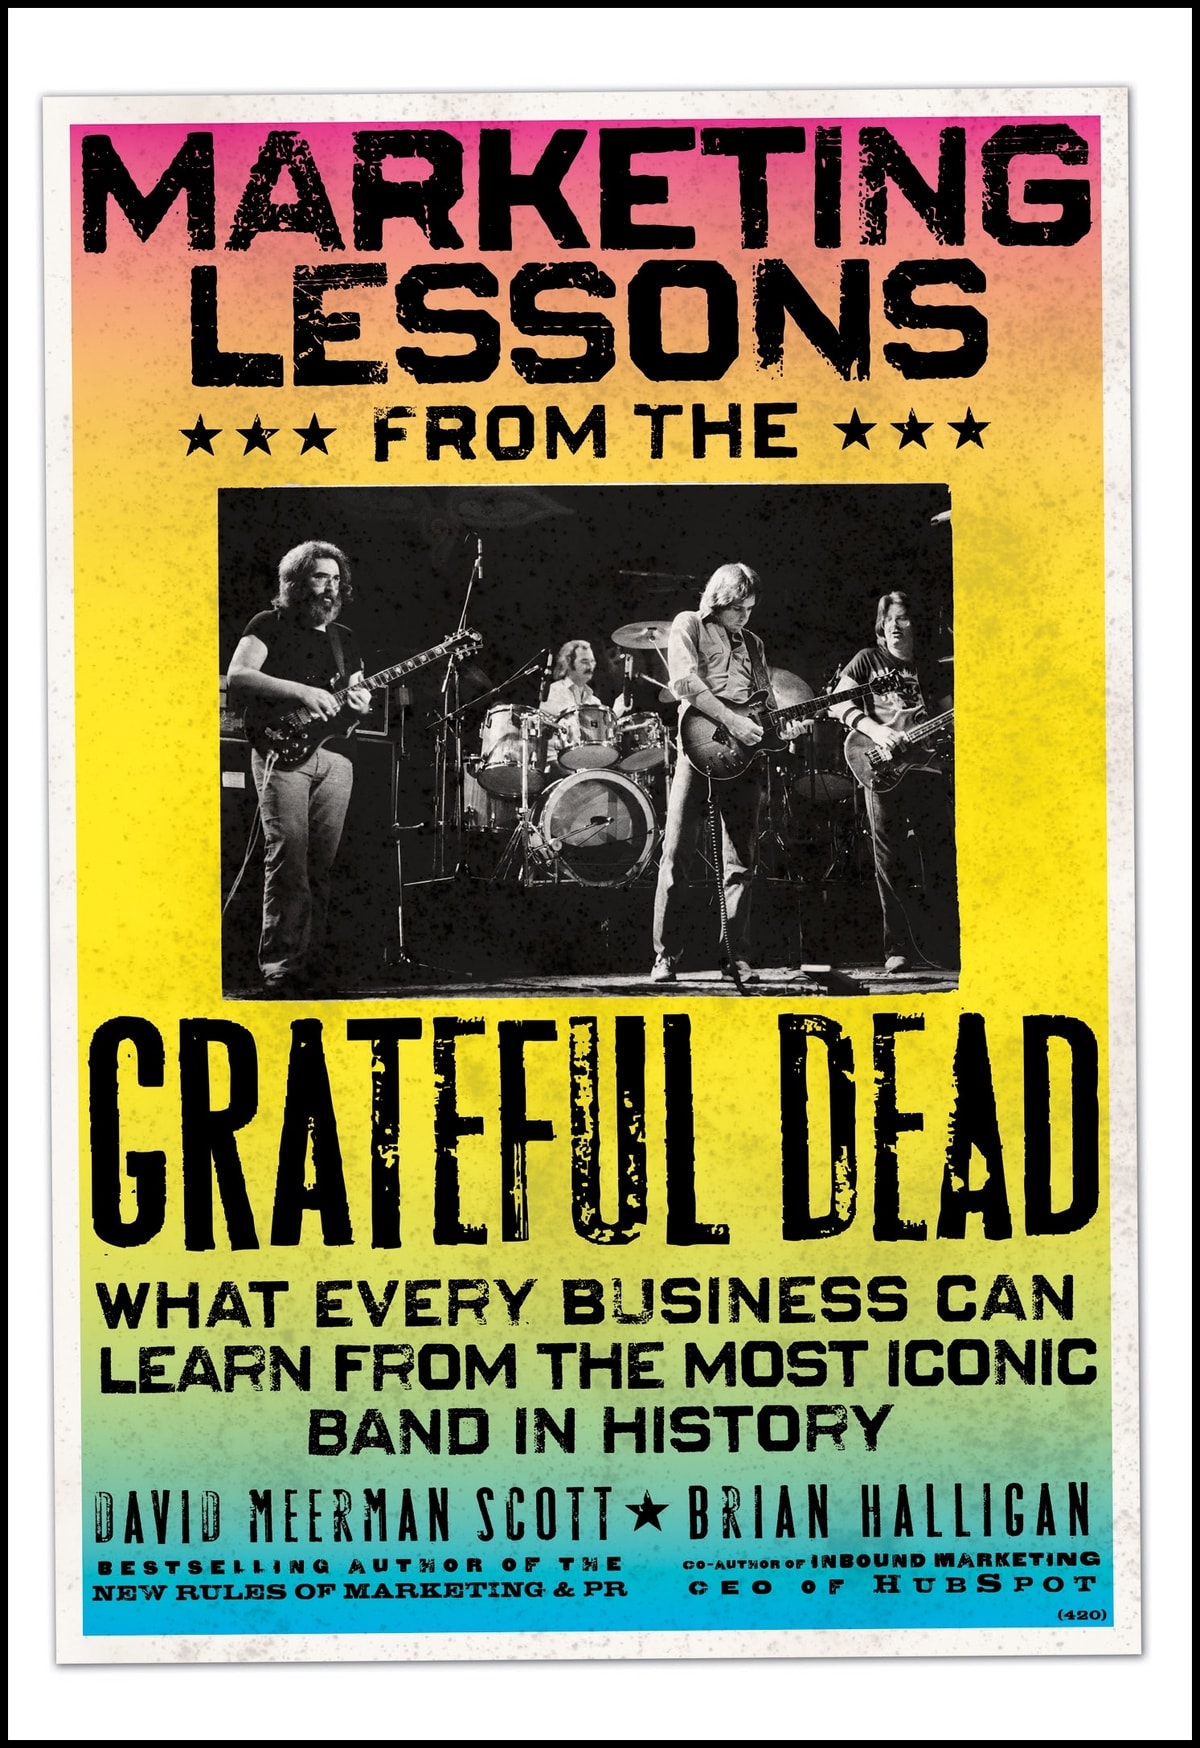 MARKETING
LESSONS
★★★ FROM THE ★★★
GRATEFUL DEAD
WHAT EVERY BUSINESS CAN
LEARN FROM THE MOST ICONIC
BAND IN HISTORY
DAVID MEERMAN SCOTT ★ BRIAN HALLIGAN
BESTSELLING AUTHOR OF THE
NEW RULES OF MARKETING & PR
CO-AUTHOR OF INBOUND MARKETING
CEO OF HUBSPOT
(420)